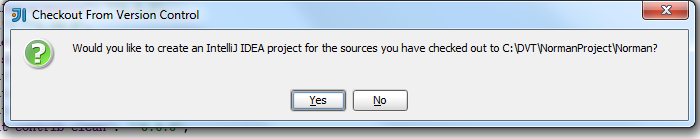 Checkout From Version Control
Would you like to create an IntelliJ IDEA project for the sources you have checked out to C:\DVT\NormanProject\Norman?
Yes No